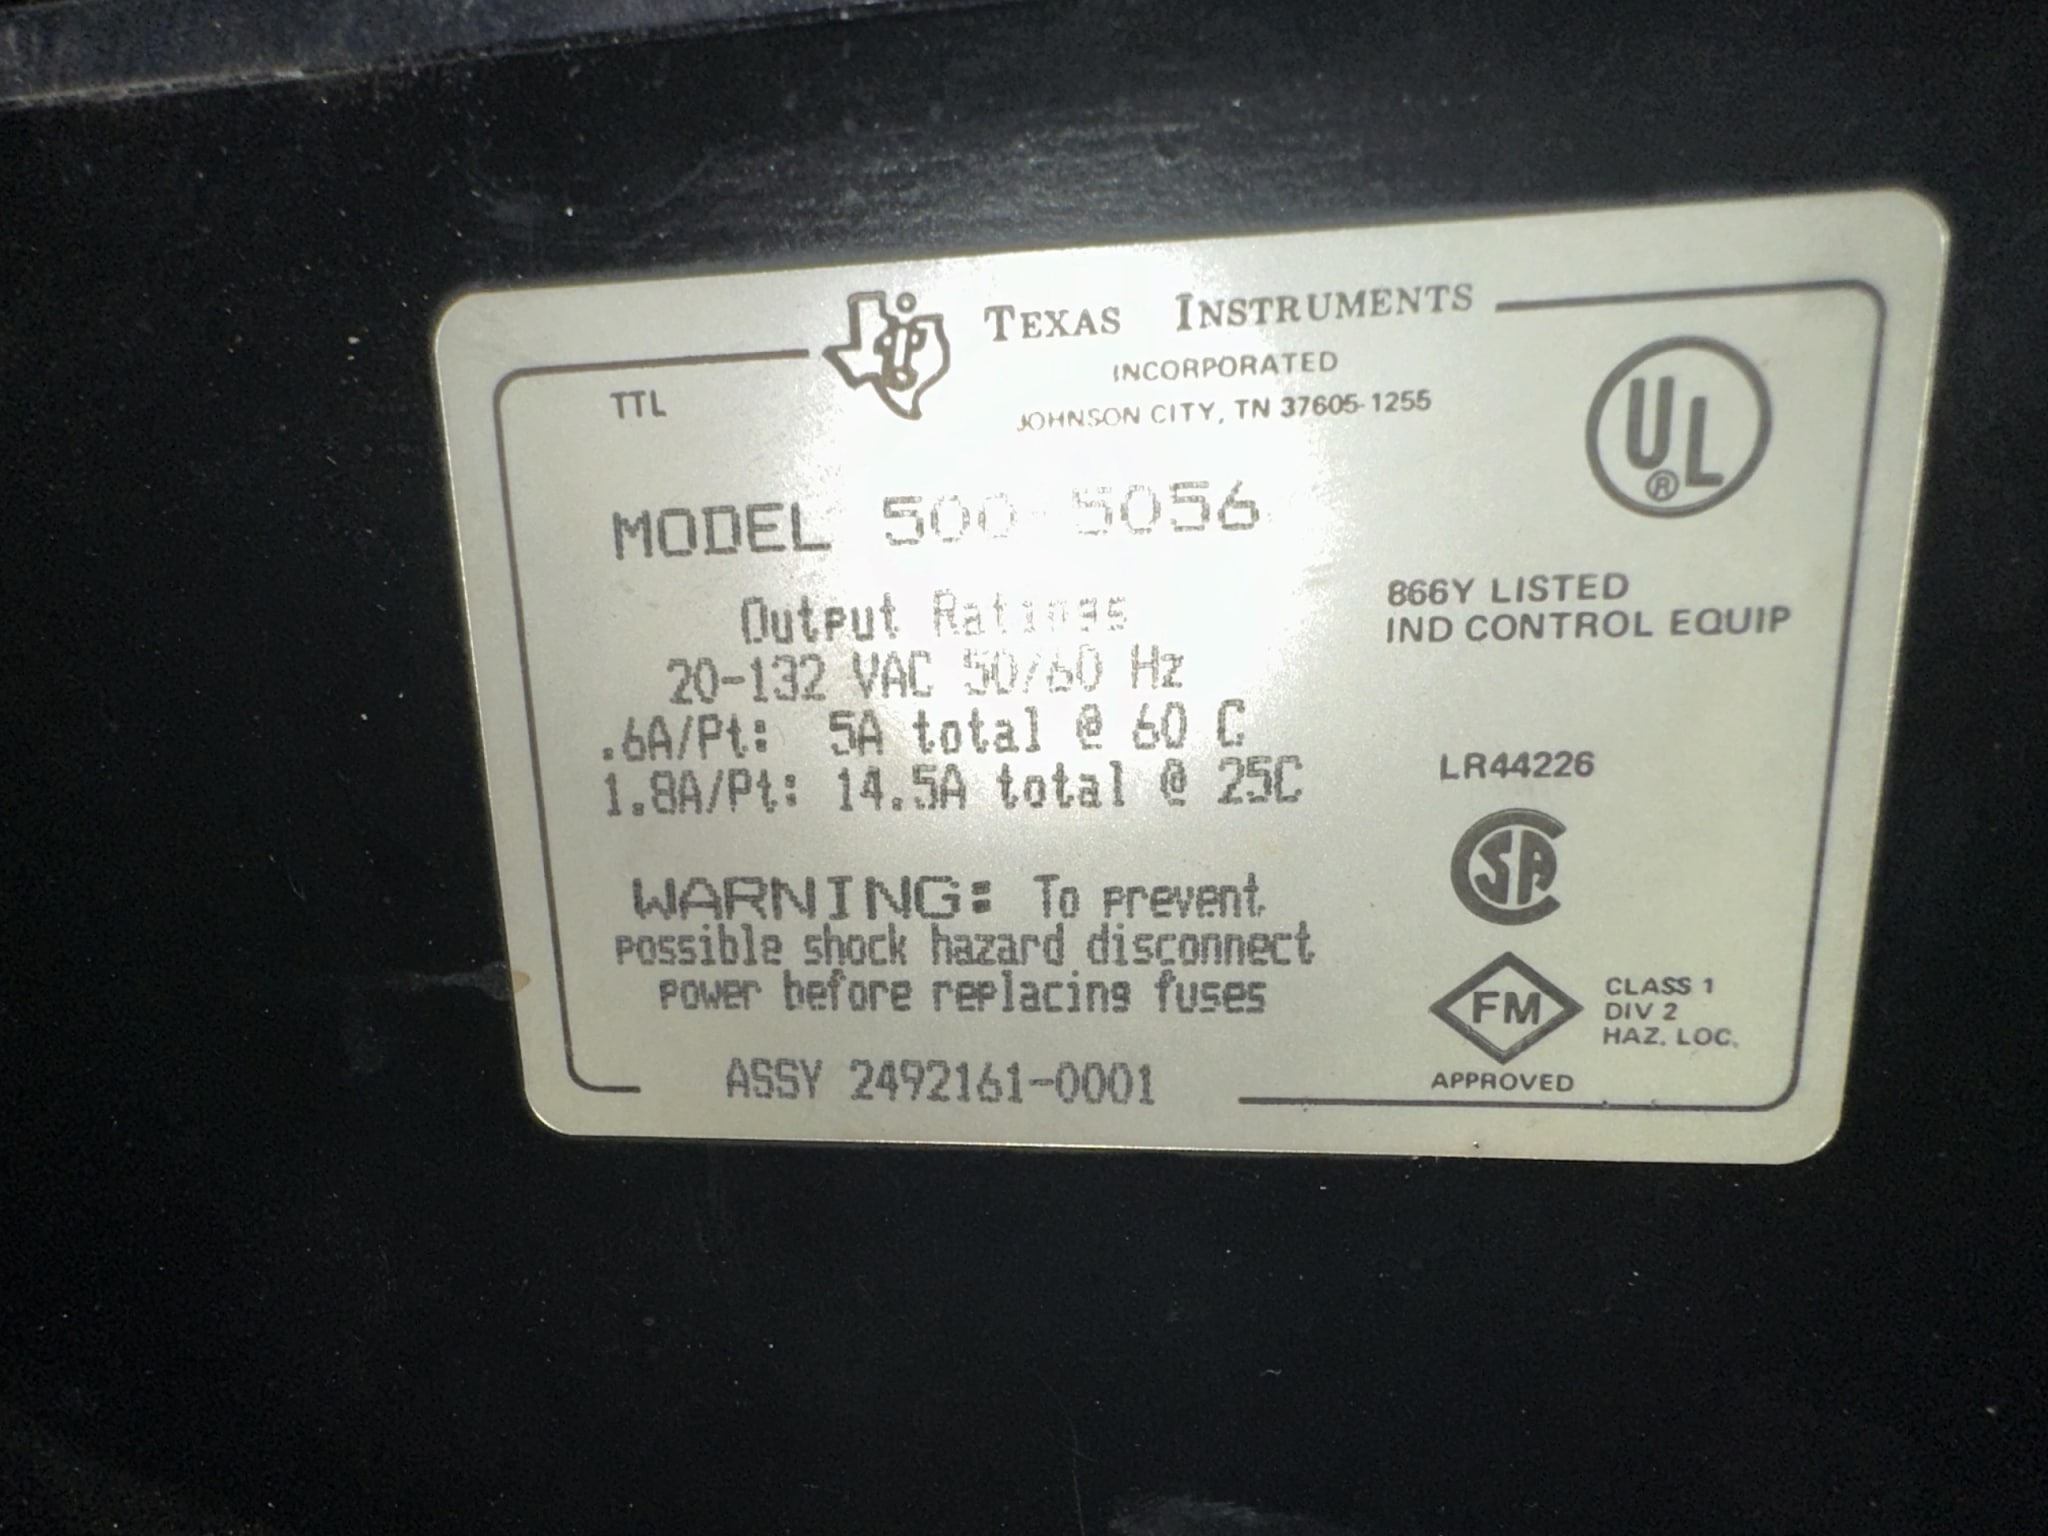 TEXAS INSTRUMENTS
INCORPORATED
JOHNSON CITY, TN 37605-1255
TTL
UL®
MODEL 500-5056
866Y LISTED
IND CONTROL EQUIP
Output Ratings
20-132 VAC 50/60 Hz
.6A/Pt: 5A total @ 60 C
1.8A/Pt: 14.5A total @ 25C
LR44226
SA
WARNING: To prevent
possible shock hazard disconnect
power before replacing fuses
FM
APPROVED
CLASS 1
DIV 2
HAZ. LOC.
ASSY 2492161-0001